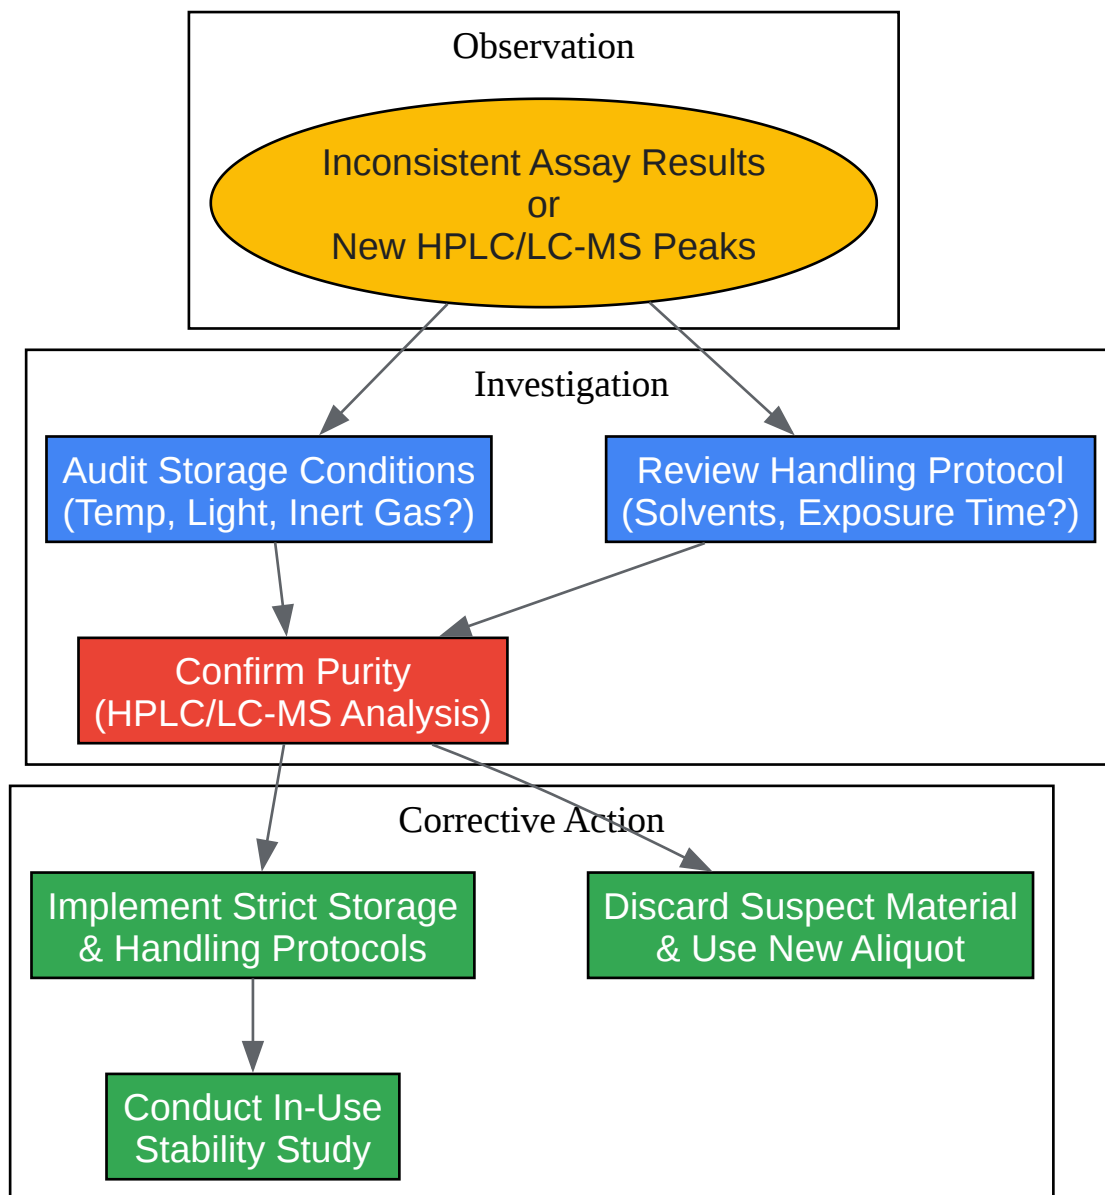 Observation
Inconsistent Assay Results
or
New HPLC/LC-MS Peaks
Investigation
Audit Storage Conditions
(Temp, Light, Inert Gas?)
Review Handling Protocol
(Solvents, Exposure Time?)
Confirm Purity
(HPLC/LC-MS Analysis)
Corrective Action
Implement Strict Storage
& Handling Protocols
Discard Suspect Material
& Use New Aliquot
Conduct In-Use
Stability Study